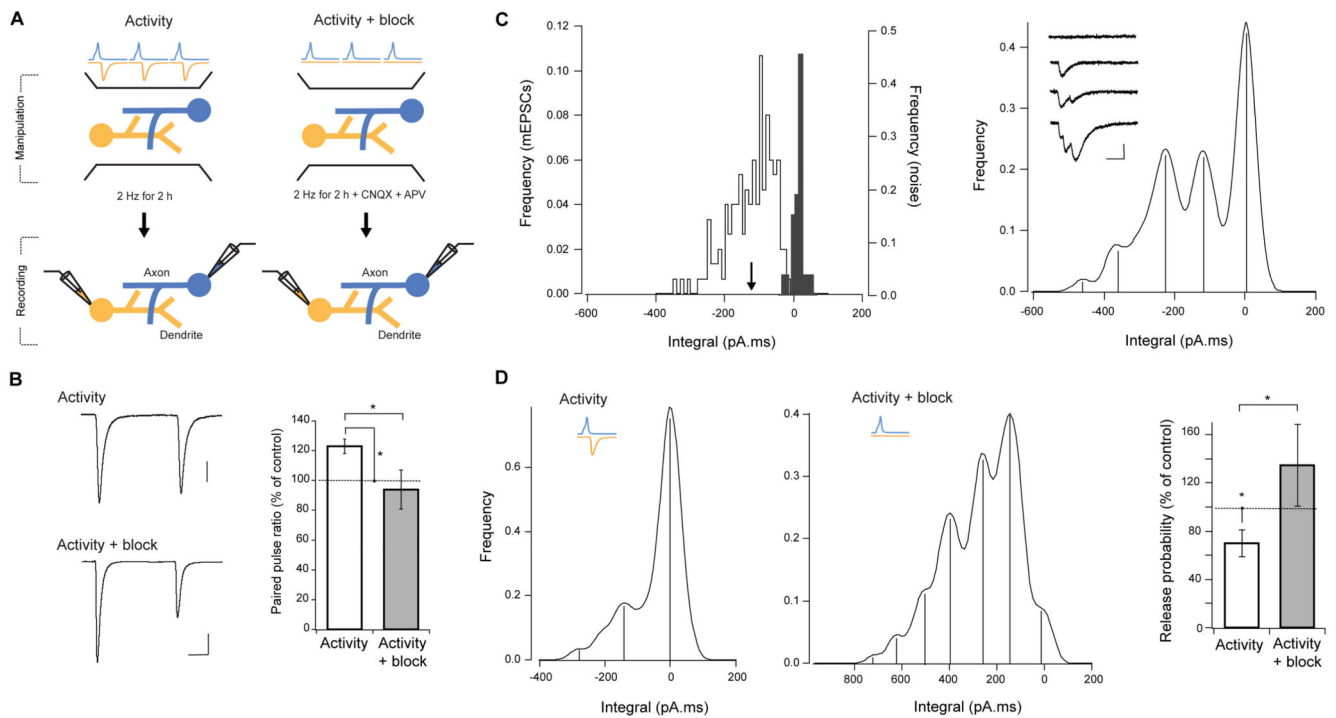 A
Activity
Activity + block
Manipulation
2 Hz for 2 h
2 Hz for 2 h + CNQX + APV
Recording
Axon
Dendrite
Axon
Dendrite
B
Activity
Activity + block
Paired pulse ratio (% of control)
140
120
100
80
60
40
20
0
*
*
Activity
Activity
+ block
C
Frequency (mEPSCs)
0.12
0.10
0.08
0.06
0.04
0.02
0.00
Frequency (noise)
0.5
0.4
0.3
0.2
0.1
0.0
-600
-400
-200
0
200
Integral (pA.ms)
Frequency
0.4
0.3
0.2
0.1
0.0
-600
-400
-200
0
200
Integral (pA.ms)
D
Activity
Frequency
0.6
0.4
0.2
0.0
-400
-200
0
200
Integral (pA.ms)
Activity + block
0.4
0.3
0.2
0.1
0.0
800
600
400
200
0
200
Integral (pA.ms)
Release probability (% of control)
160
120
80
60
40
0
*
*
Activity
Activity
+ block